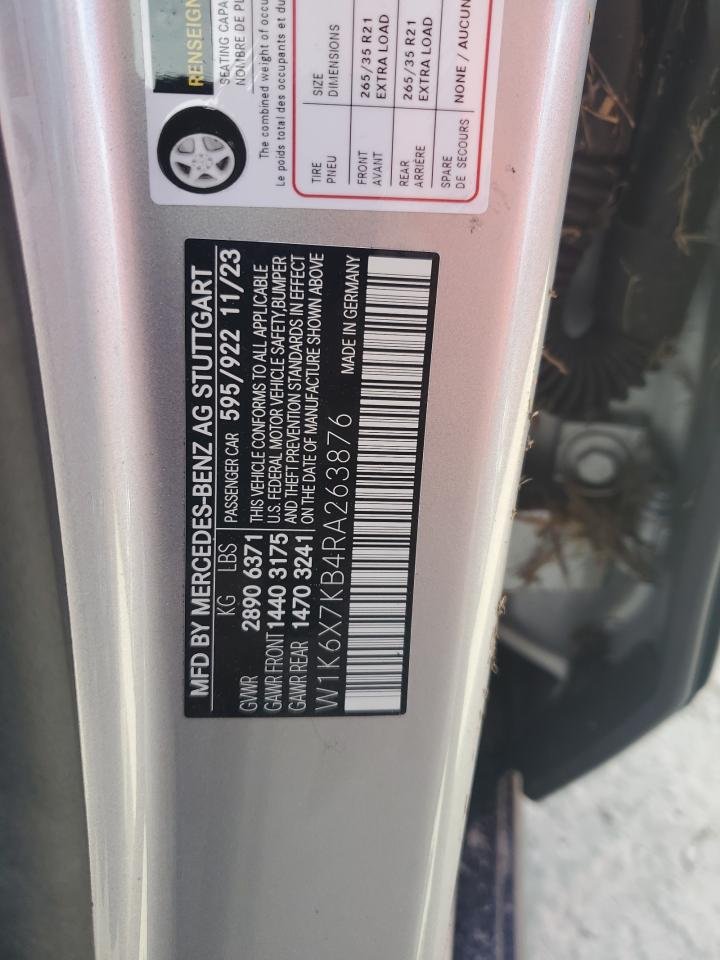 RENSEIGN
SEATING CAPA
NOMBRE DE PL
The combined weight of occu
Le poids total des occupants et du
TIRE SIZE
PNEU DIMENSIONS
FRONT 265/35 R21
AVANT EXTRA LOAD
REAR 265/35 R21
ARRIÈRE EXTRA LOAD
SPARE NONE / AUCUN
DE SECOURS
MFD BY MERCEDES-BENZ AG STUTTGART
KG LBS PASSENGER CAR 595/922 11/23
GVWR 2890 6371 THIS VEHICLE CONFORMS TO ALL APPLICABLE
GAWR FRONT 1440 3175 U.S. FEDERAL MOTOR VEHICLE SAFETY,BUMPER
GAWR REAR 1470 3241 AND THEFT PREVENTION STANDARDS IN EFFECT
ON THE DATE OF MANUFACTURE SHOWN ABOVE
W1K6X7KB4RA263876 MADE IN GERMANY